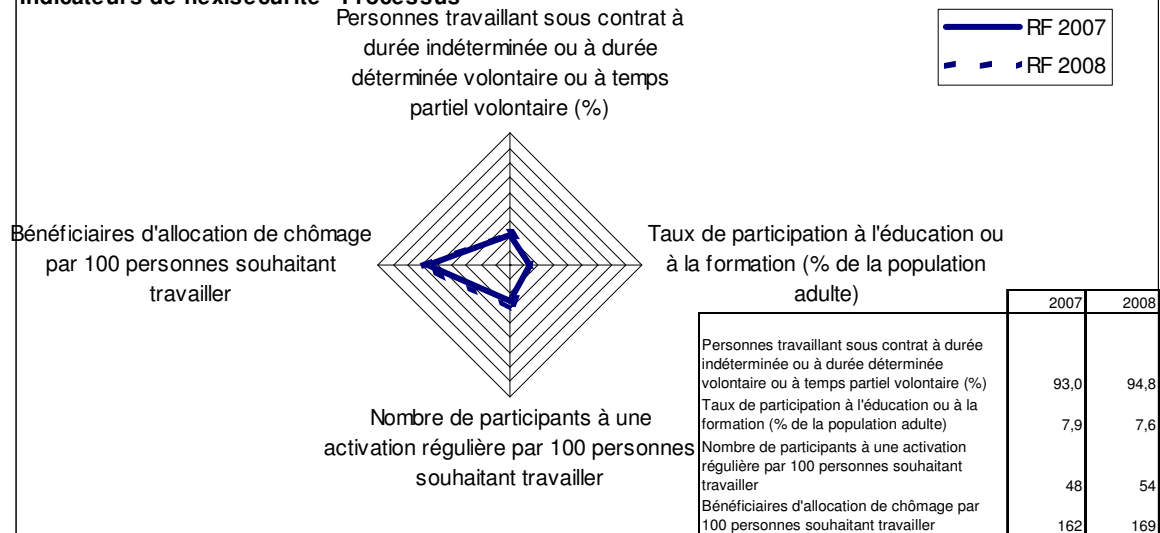 Personnes travaillant sous contrat à
durée indéterminée ou à durée
déterminée volontaire ou à temps
partiel volontaire (%)
RF 2007
RF 2008
Bénéficiaires d'allocation de chômage
par 100 personnes souhaitant
travailler
Taux de participation à l'éducation ou
à la formation (% de la population
adulte)
Nombre de participants à une
activation régulière par 100 personnes
souhaitant travailler
2007 2008
Personnes travaillant sous contrat à durée
indéterminée ou à durée déterminée
volontaire ou à temps partiel volontaire (%) 93,0 94,8
Taux de participation à l'éducation ou à la
formation (% de la population adulte) 7,9 7,6
Nombre de participants à une activation
régulière par 100 personnes souhaitant
travailler 48 54
Bénéficiaires d'allocation de chômage par
100 personnes souhaitant travailler 162 169